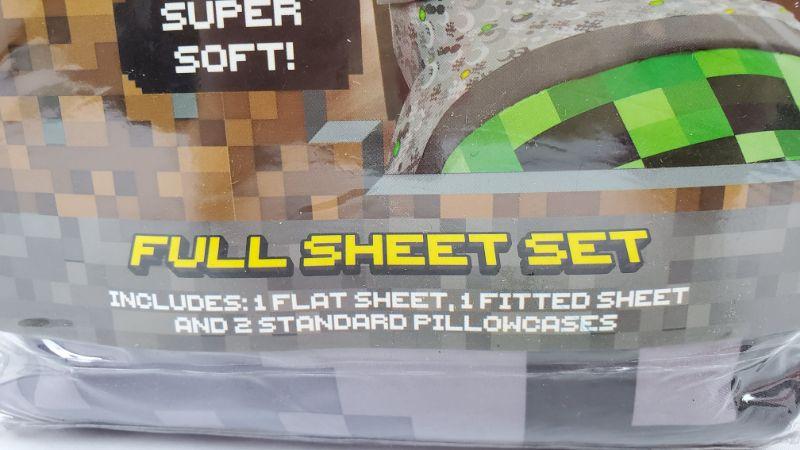 SUPER
SOFT!
FULL SHEET SET
INCLUDES: 1 FLAT SHEET, 1 FITTED SHEET
AND 2 STANDARD PILLOWCASES